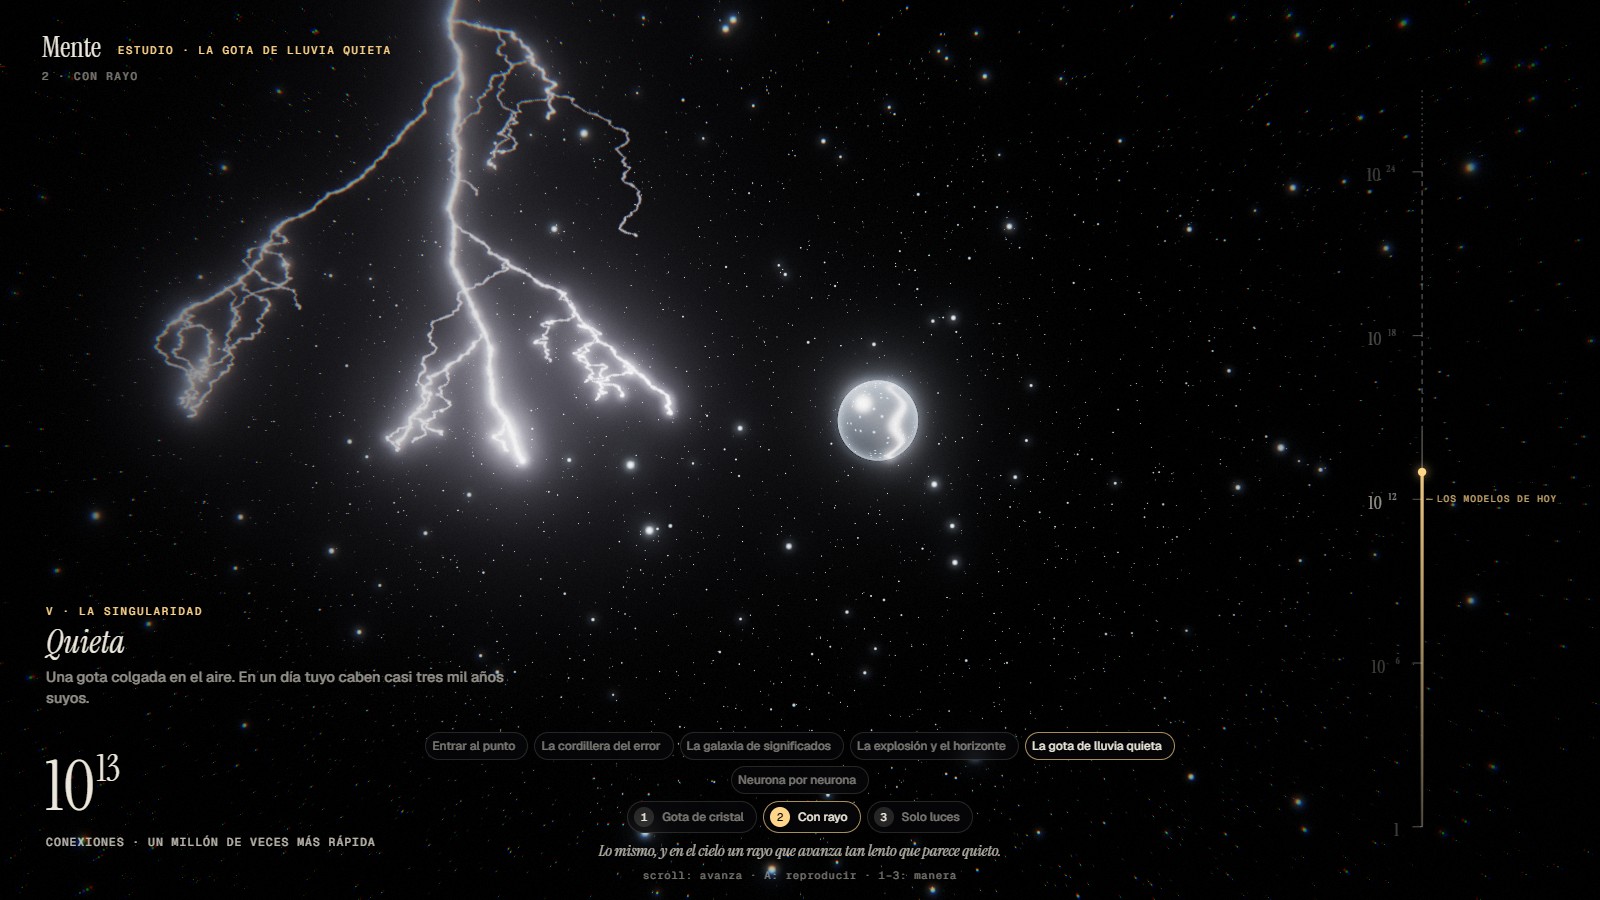 Mente ESTUDIO · LA GOTA DE LLUVIA QUIETA
2 · CON RAYO
10 24
10 18
10 12 LOS MODELOS DE HOY
10 6
1
V · LA SINGULARIDAD
Quieta
Una gota colgada en el aire. En un día tuyo caben casi tres mil años
suyos.
10 13
CONEXIONES · UN MILLÓN DE VECES MÁS RÁPIDA
Entrar al punto La cordillera del error La galaxia de significados La explosión y el horizonte La gota de lluvia quieta
Neurona por neurona
1 Gota de cristal 2 Con rayo 3 Solo luces
Lo mismo, y en el cielo un rayo que avanza tan lento que parece quieto.
scroll: avanza · A: reproducir · 1–3: manera